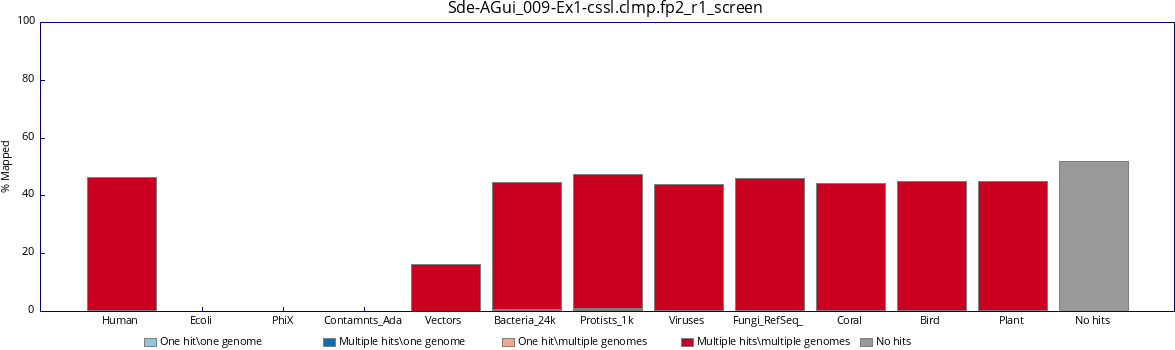 Sde-AGui_009-Ex1-cssl.clmp.fp2_r1_screen
100
80
60
40
20
0
% Mapped
Human Ecoli PhiX Contamnts_Ada Vectors Bacteria_24k Protists_1k Viruses Fungi_RefSeq_ Coral Bird Plant No hits
One hit\one genome Multiple hits\one genome One hit\multiple genomes Multiple hits\multiple genomes No hits